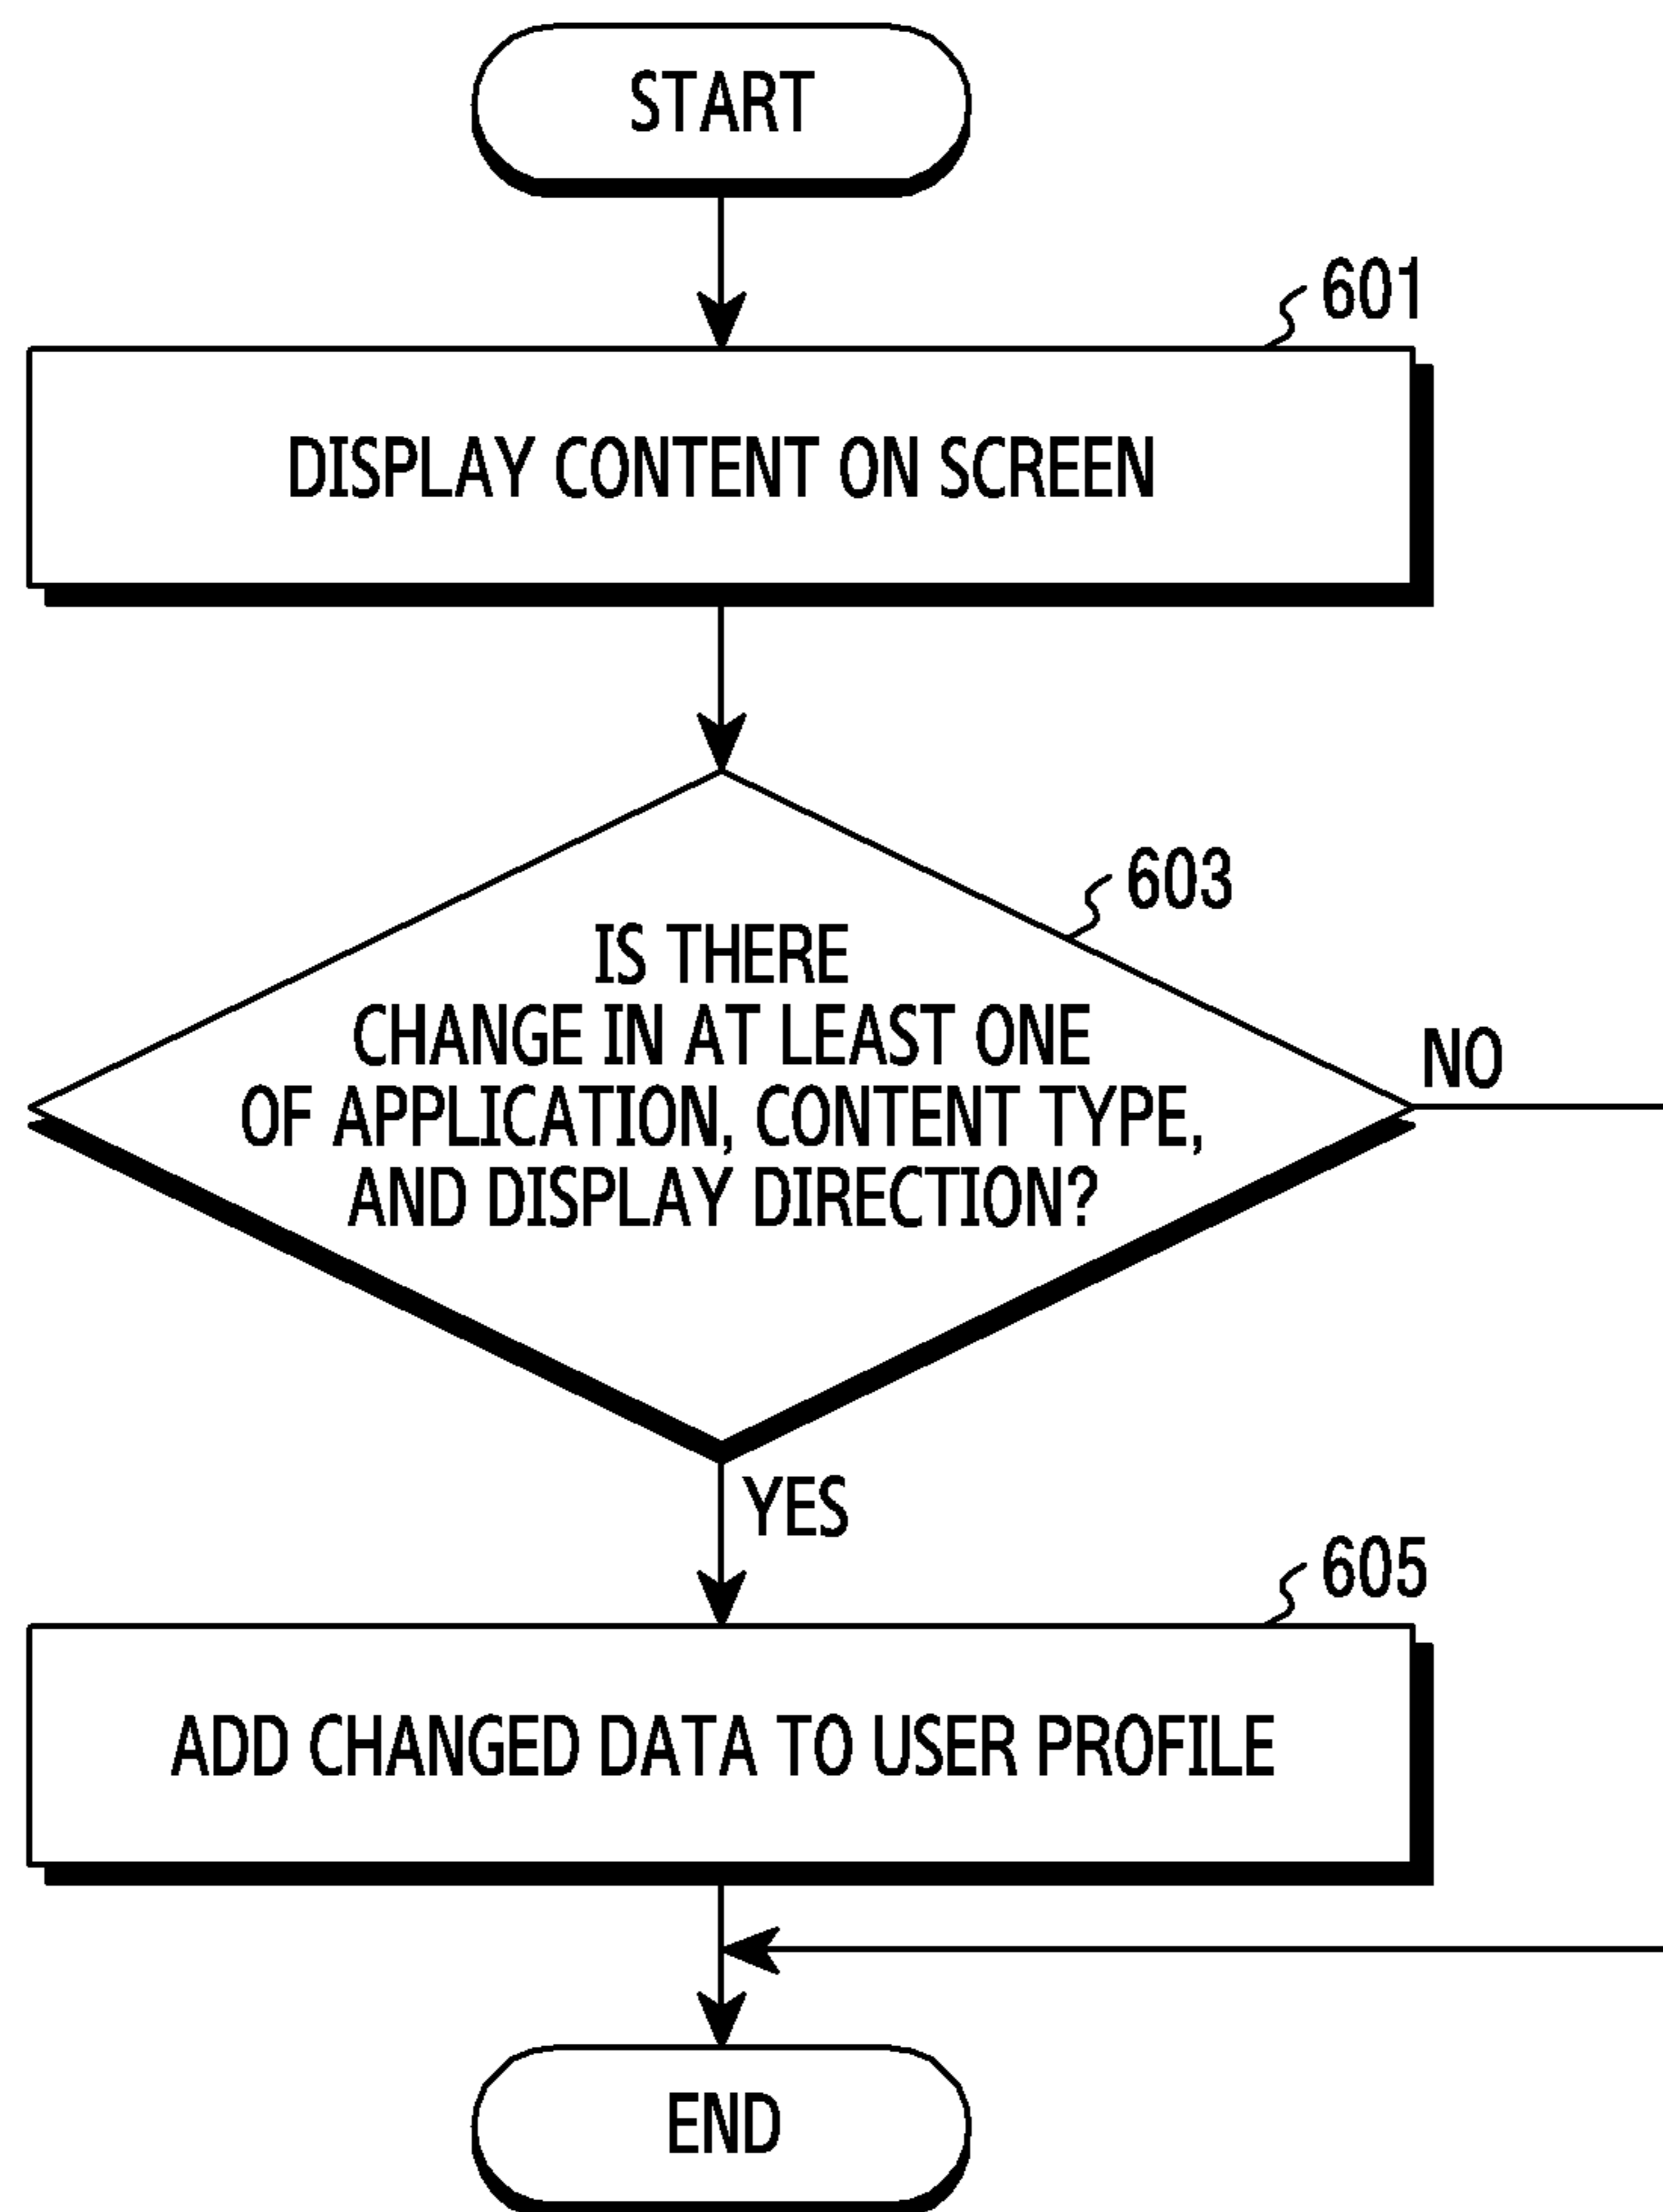 START
601
DISPLAY CONTENT ON SCREEN
603
IS THERE
CHANGE IN AT LEAST ONE
OF APPLICATION, CONTENT TYPE,
AND DISPLAY DIRECTION?
NO
YES
605
ADD CHANGED DATA TO USER PROFILE
END